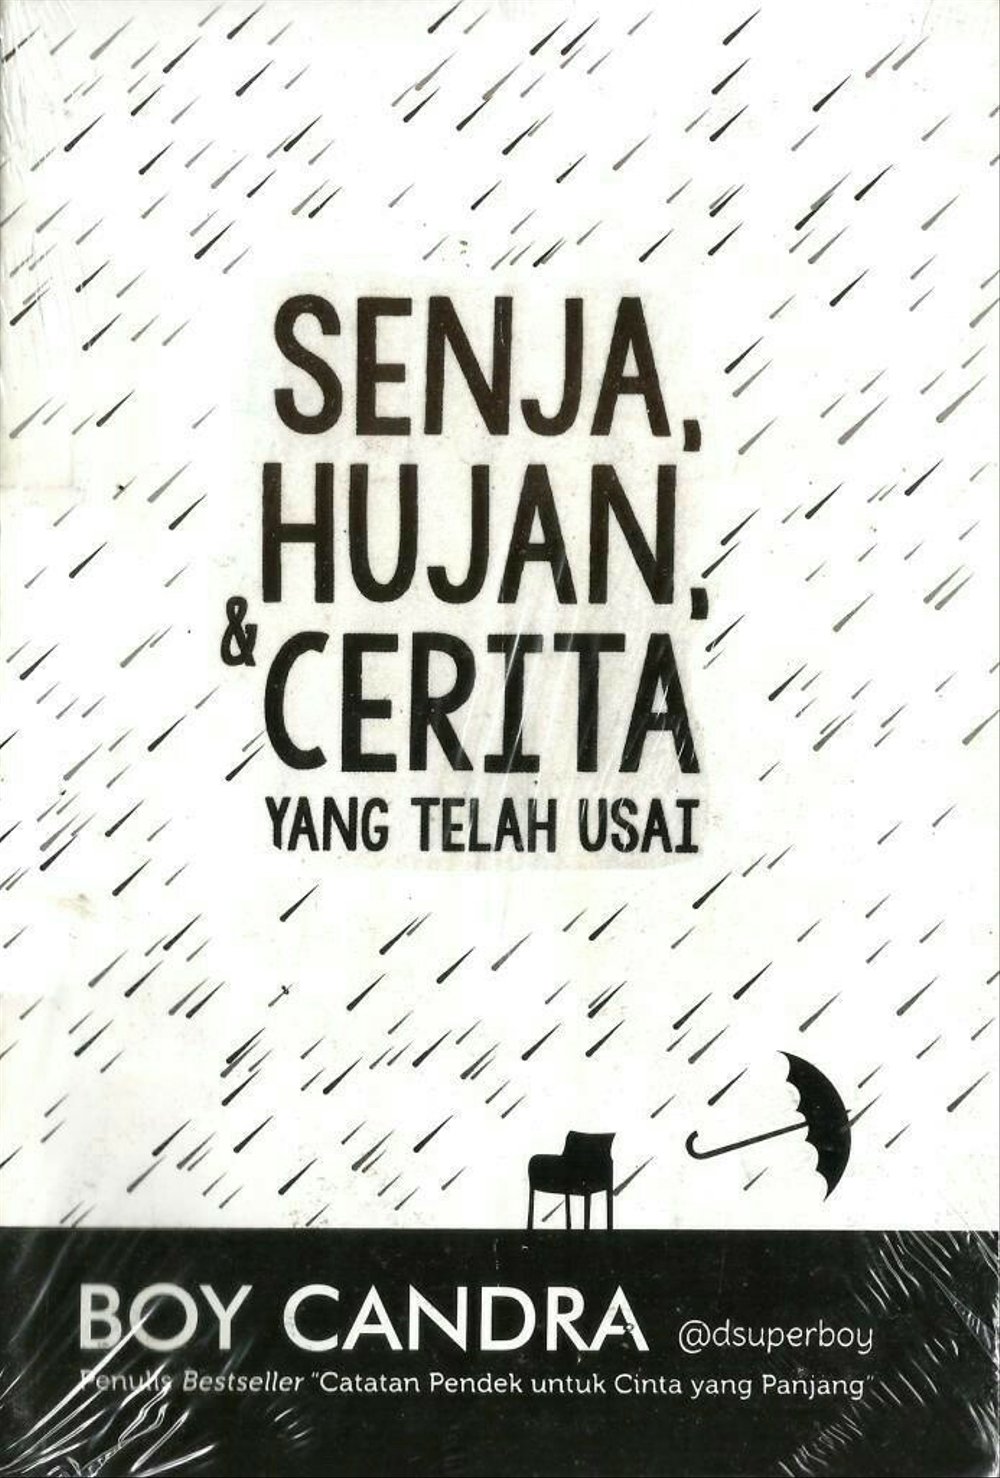 SENJA,
HUJAN,
& CERITA
YANG TELAH USAI
BOY CANDRA @dsuperboy
Penulis Bestseller "Catatan Pendek untuk Cinta yang Panjang"